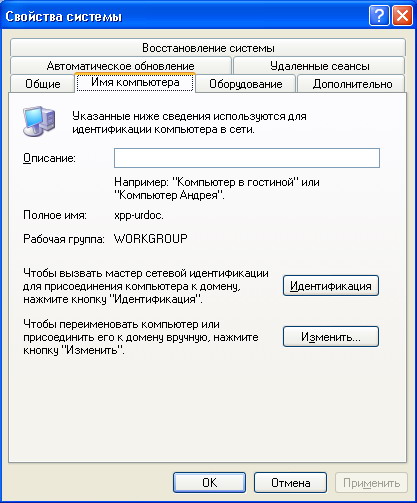 Свойства системы
Восстановление системы
Автоматическое обновление
Удаленные сеансы
Общие
Имя компьютера
Оборудование
Дополнительно
Указанные ниже сведения используются для
идентификации компьютера в сети.
Описание:
Например: "Компьютер в гостиной" или
"Компьютер Андрея".
Полное имя: xpp-urdoc.
Рабочая группа: WORKGROUP
Чтобы вызвать мастер сетевой идентификации
для присоединения компьютера к домену,
нажмите кнопку "Идентификация".
Идентификация
Чтобы переименовать компьютер или
присоединить его к домену вручную, нажмите
кнопку "Изменить".
Изменить...
ОК
Отмена
Применить